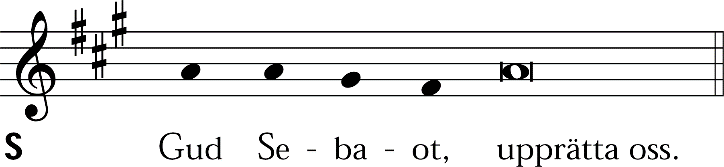 S Gud Se - ba - ot, upprätta oss.